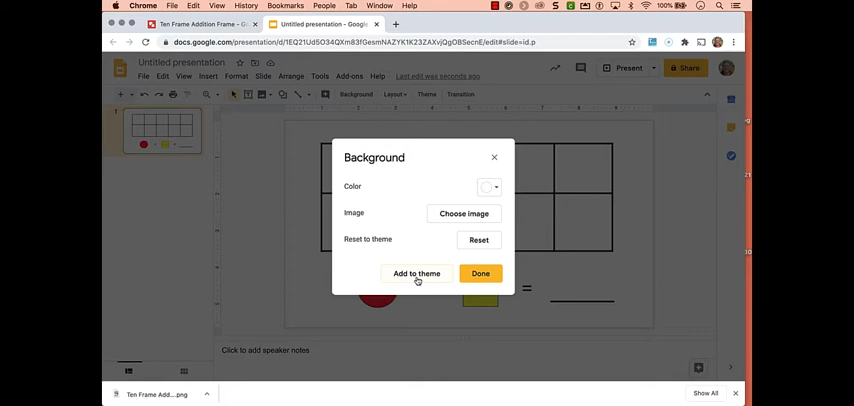 Chrome File Edit View History Bookmarks People Tab Window Help 100%
Ten Frame Addition Frame - Go
Untitled presentation - Google
docs.google.com/presentation/d/1EQ21Ud5O34QXm83fGesmNAZYK1K23ZAXvjQgOBSecnE/edit#slide=id.p
Untitled presentation
File Edit View Insert Format Slide Arrange Tools Add-ons Help Last edit was seconds ago
Present
Share
Background Layout Theme Transition
1
Background
Color
Image
Choose image
Reset to theme
Reset
Add to theme
Done
=
Click to add speaker notes
Ten Frame Add....png
Show All